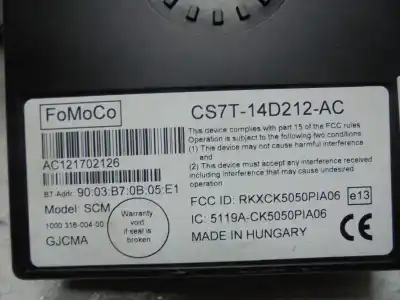 FoMoCo
CS7T-14D212-AC
This device complies with part 15 of the FCC rules
Operation is subject to the following two conditions
(1) This device may not cause harmful interference
and
(2) This device must accept any interference received
including interference that may cause undesired
operation
AC121702126
BT Addr: 90:03:B7:0B:05:E1
Model: SCM
1000 316-004-00
GJCMA
Warranty
void
if seal is
broken
FCC ID: RKXCK5050PIA06
e13
IC: 5119A-CK5050PIA06
MADE IN HUNGARY
CE